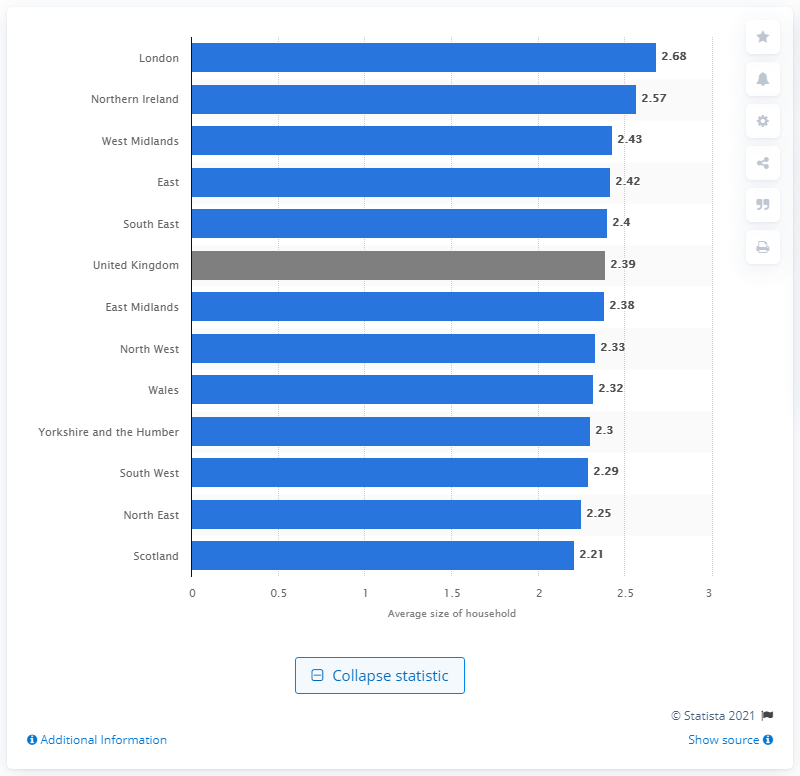 London 2.68
Northern Ireland 2.57
West Midlands 2.43
East 2.42
South East 2.4
United Kingdom 2.39
East Midlands 2.38
North West 2.33
Wales 2.32
Yorkshire and the Humber 2.3
South West 2.29
North East 2.25
Scotland 2.21
0 0.5 1 1.5 2 2.5 3
Average size of household
Collapse statistic
© Statista 2021
Additional Information Show source